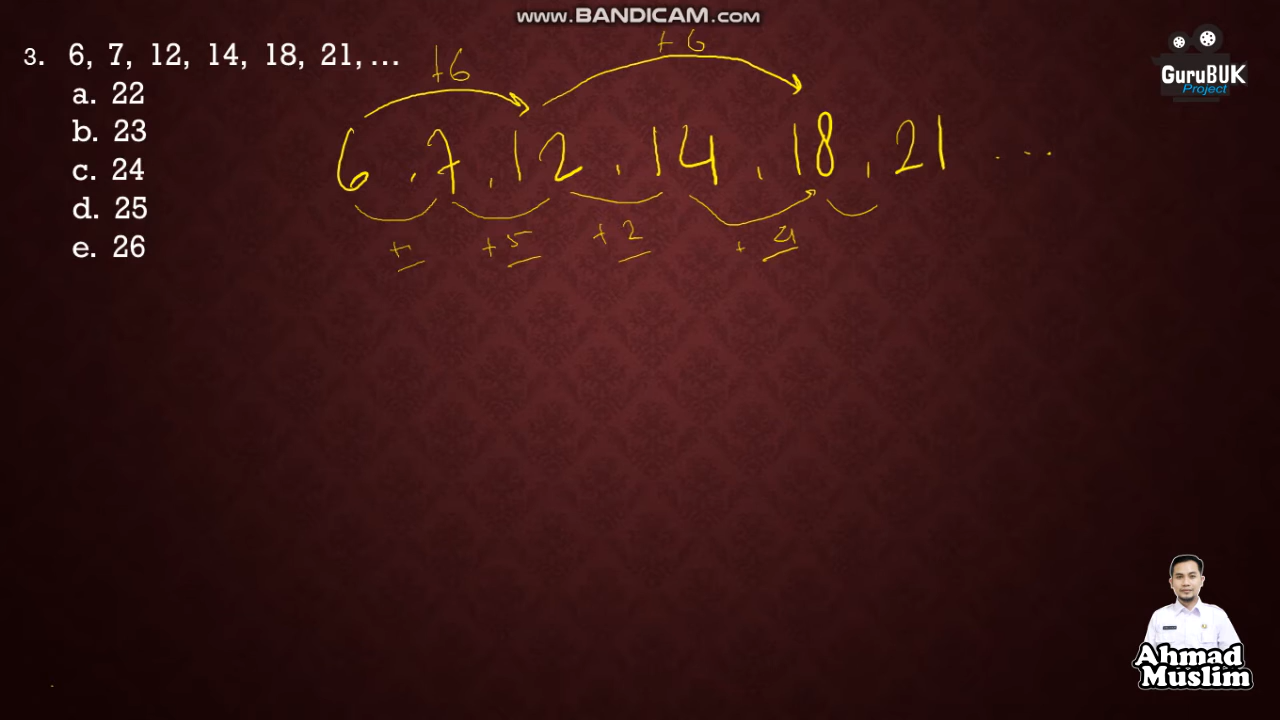 www.BANDICAM.com
3. 6, 7, 12, 14, 18, 21, ...
a. 22
b. 23
c. 24
d. 25
e. 26
+6
+6
6 , 7 , 12 , 14 , 18 , 21 ...
+5 +2 +
GuruBUK
Project
Ahmad
Muslim